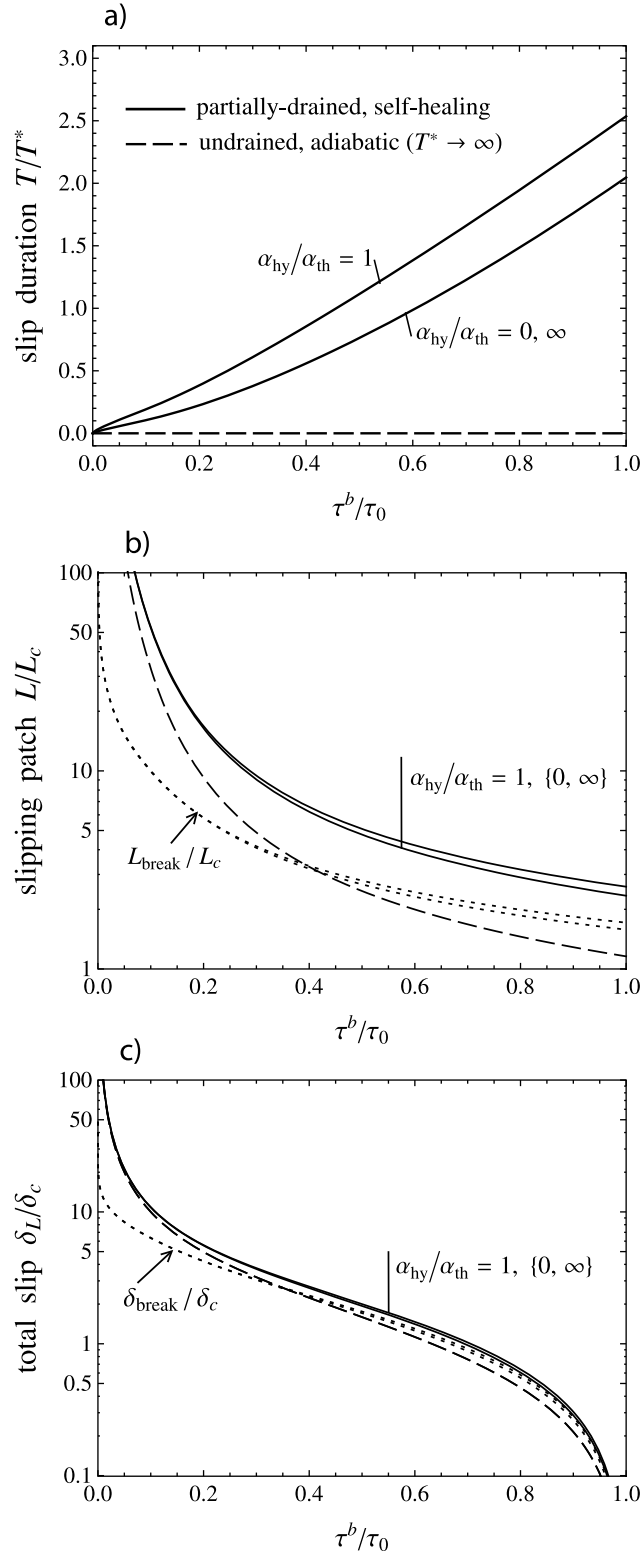 a)
3.0
2.5
2.0
1.5
1.0
0.5
0.0
slip duration T/T*
partially-drained, self-healing
undrained, adiabatic (T* → ∞)
α_hy/α_th = 1
α_hy/α_th = 0, ∞
0.0 0.2 0.4 0.6 0.8 1.0
τ^b/τ_0
b)
100
50
10
5
1
slipping patch L/L_c
α_hy/α_th = 1, {0, ∞}
L_break/L_c
0.0 0.2 0.4 0.6 0.8 1.0
τ^b/τ_0
c)
100
50
10
5
1
0.5
0.1
total slip δ_L/δ_c
α_hy/α_th = 1, {0, ∞}
δ_break/δ_c
0.0 0.2 0.4 0.6 0.8 1.0
τ^b/τ_0